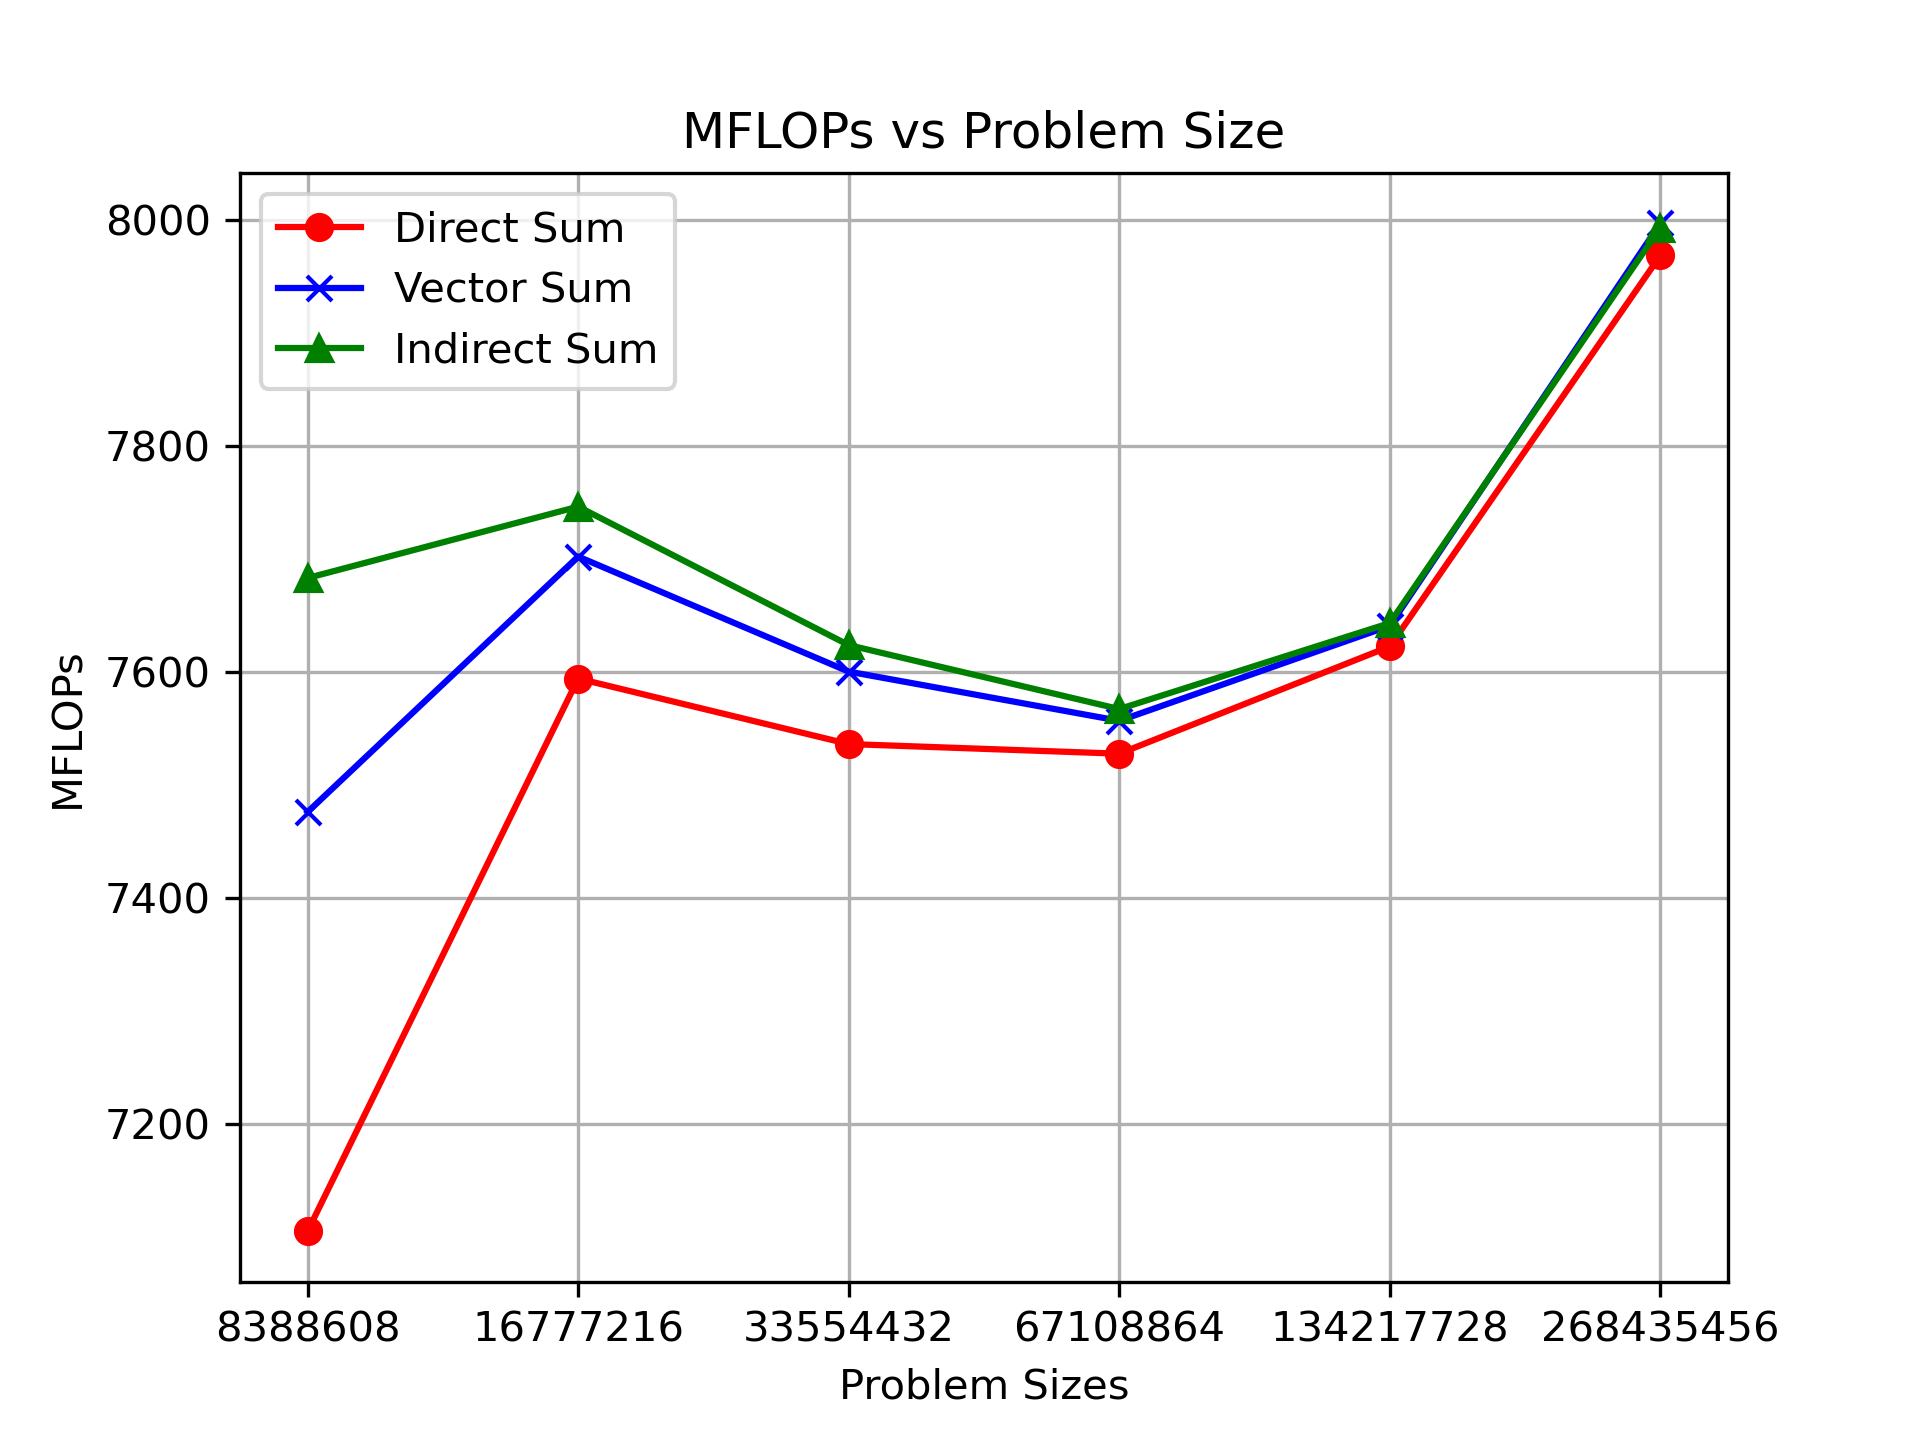 MFLOPs vs Problem Size
Direct Sum
Vector Sum
Indirect Sum
8000
7800
7600
7400
7200
MFLOPs
8388608 16777216 33554432 67108864 134217728 268435456
Problem Sizes